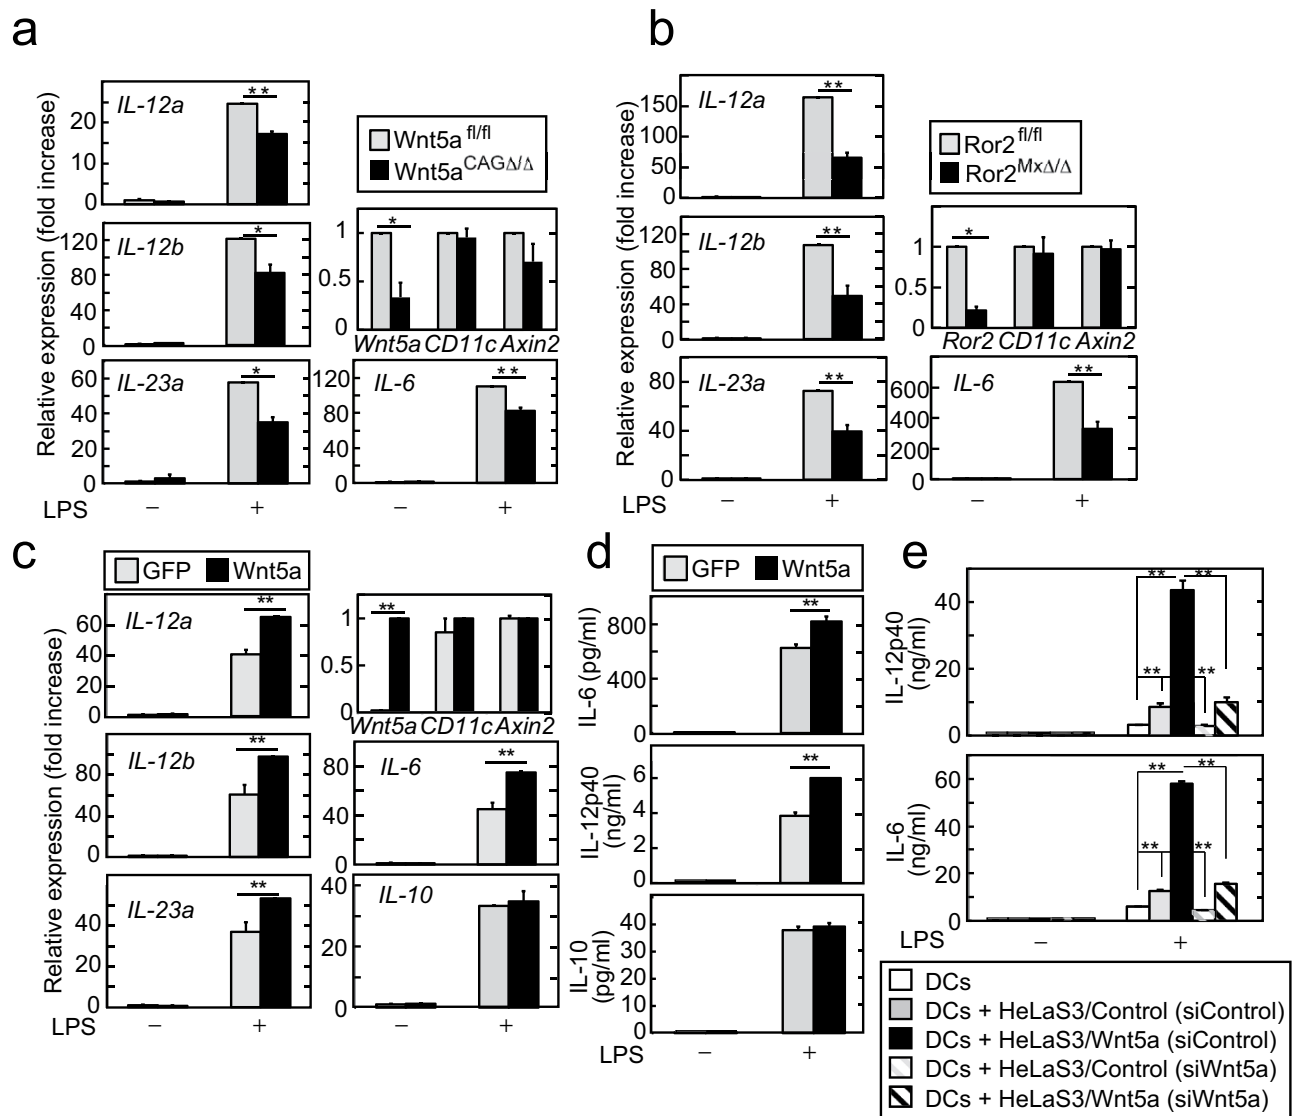 a
Relative expression (fold increase)
IL-12a
**
20
10
0
Wnt5a fl/fl
Wnt5a CAGΔ/Δ
IL-12b
*
120
80
40
0
*
1
0.5
0
Wnt5a CD11c Axin2
IL-23a
*
60
40
20
0
IL-6
**
120
80
40
0
LPS − + − +
b
Relative expression (fold increase)
IL-12a
**
150
100
50
0
Ror2 fl/fl
Ror2 MxΔ/Δ
IL-12b
**
120
80
40
0
*
1
0.5
0
Ror2 CD11c Axin2
IL-23a
**
80
40
0
IL-6
**
600
400
200
0
LPS − + − +
c
GFP Wnt5a
Relative expression (fold increase)
IL-12a
**
60
40
20
0
**
1
0.5
0
Wnt5a CD11c Axin2
IL-12b
**
80
40
0
IL-6
**
80
40
0
IL-23a
**
40
20
0
IL-10
40
20
0
LPS − + − +
d
GFP Wnt5a
IL-6 (pg/ml)
**
800
400
0
IL-12p40
(ng/ml)
**
6
4
2
0
IL-10
(pg/ml)
40
30
20
10
0
LPS − +
e
IL-12p40
(ng/ml)
** **
** **
40
20
0
IL-6
(ng/ml)
** **
** **
60
40
20
0
LPS − +
DCs
DCs + HeLaS3/Control (siControl)
DCs + HeLaS3/Wnt5a (siControl)
DCs + HeLaS3/Control (siWnt5a)
DCs + HeLaS3/Wnt5a (siWnt5a)